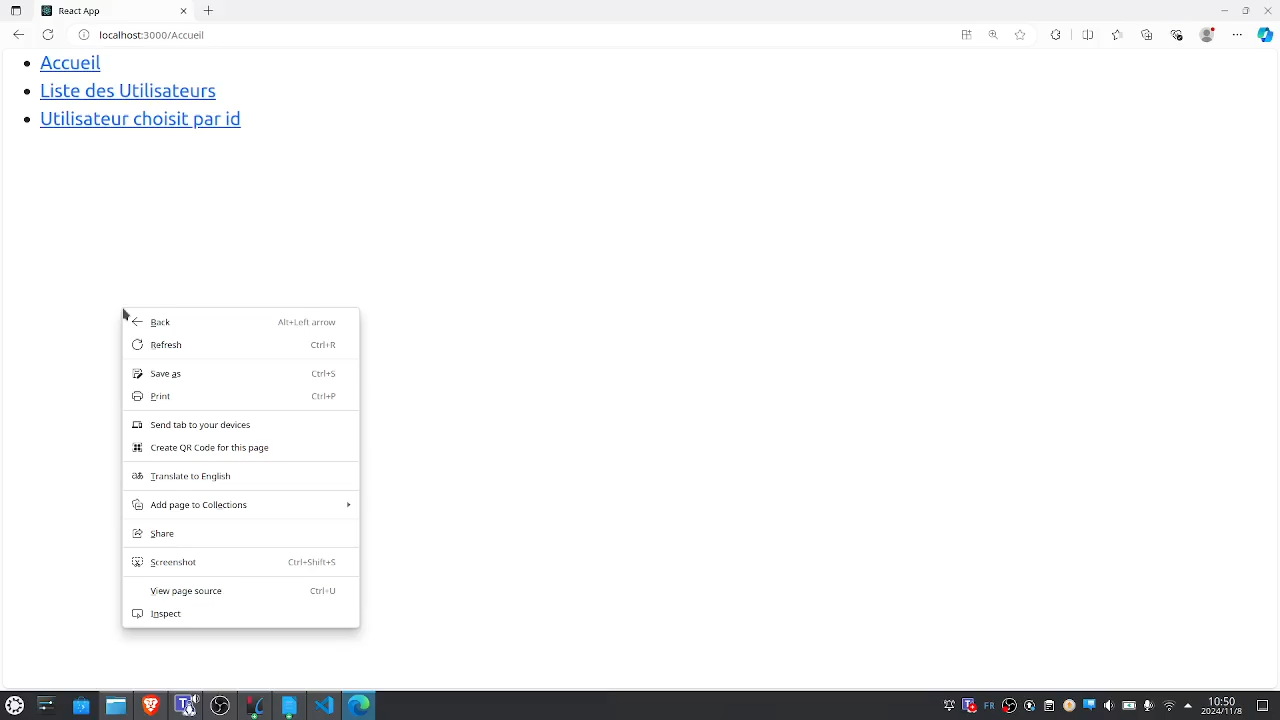 React App
localhost:3000/Accueil
Accueil
Liste des Utilisateurs
Utilisateur choisit par id
Back Alt+Left arrow
Refresh Ctrl+R
Save as Ctrl+S
Print Ctrl+P
Send tab to your devices
Create QR Code for this page
Translate to English
Add page to Collections
Share
Screenshot Ctrl+Shift+S
View page source Ctrl+U
Inspect
FR
10:50
2024/11/8